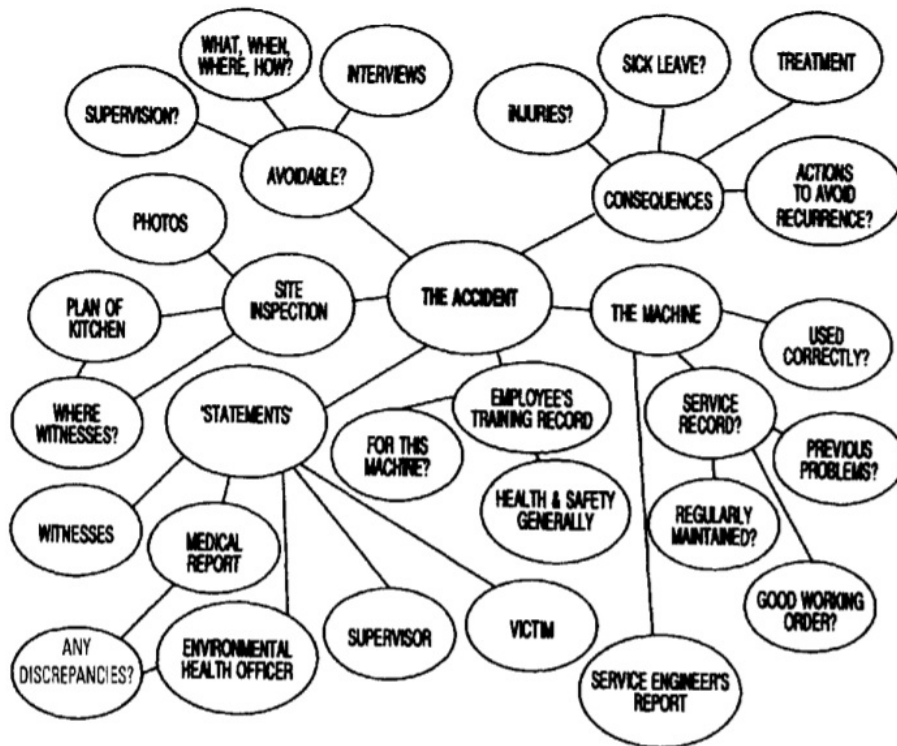 WHAT, WHEN,
WHERE, HOW?
INTERVIEWS
SUPERVISION?
AVOIDABLE?
SICK LEAVE?
TREATMENT
INJURIES?
CONSEQUENCES
ACTIONS
TO AVOID
RECURRENCE?
PHOTOS
SITE
INSPECTION
PLAN OF
KITCHEN
WHERE
WITNESSES?
THE ACCIDENT
THE MACHINE
USED
CORRECTLY?
'STATEMENTS'
EMPLOYEE'S
TRAINING RECORD
FOR THIS
MACHINE?
HEALTH & SAFETY
GENERALLY
SERVICE
RECORD?
PREVIOUS
PROBLEMS?
REGULARLY
MAINTAINED?
GOOD WORKING
ORDER?
WITNESSES
MEDICAL
REPORT
ANY
DISCREPANCIES?
ENVIRONMENTAL
HEALTH OFFICER
SUPERVISOR
VICTIM
SERVICE ENGINEER'S
REPORT